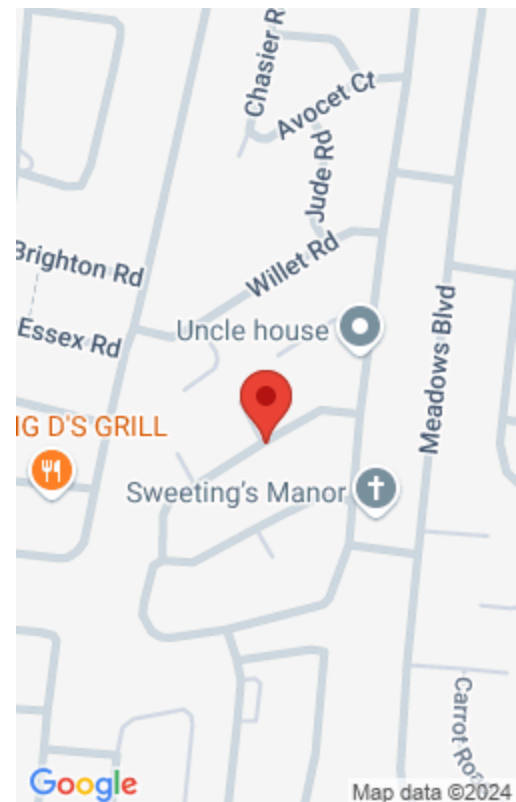 Chasier R
Avocet Ct
Jude Rd
Willet Rd
Brighton Rd
Essex Rd
Uncle house
Meadows Blvd
IG D'S GRILL
Sweeting's Manor
Carrot Ro
Google
Map data ©2024